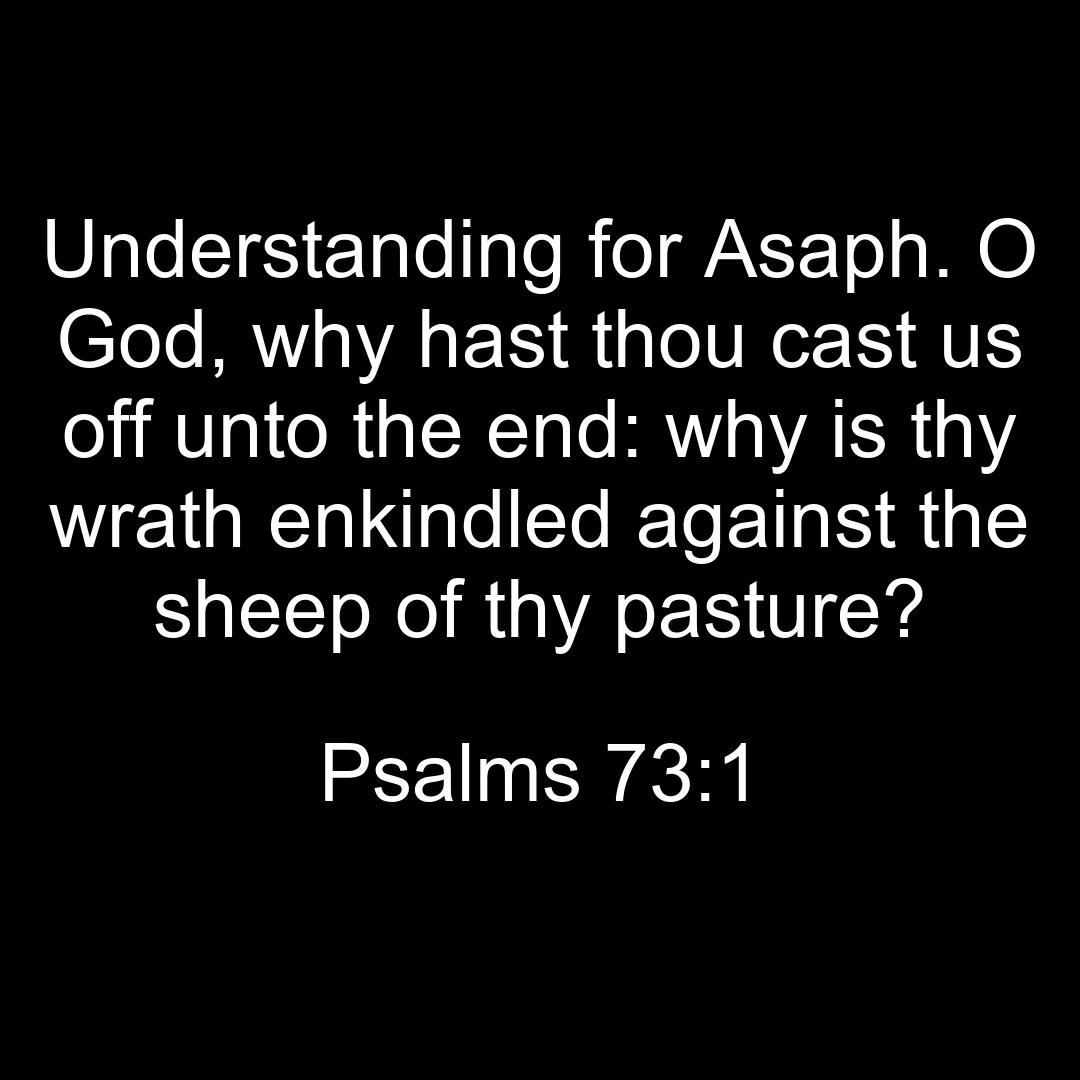 Understanding for Asaph. O
God, why hast thou cast us
off unto the end: why is thy
wrath enkindled against the
sheep of thy pasture?
Psalms 73:1